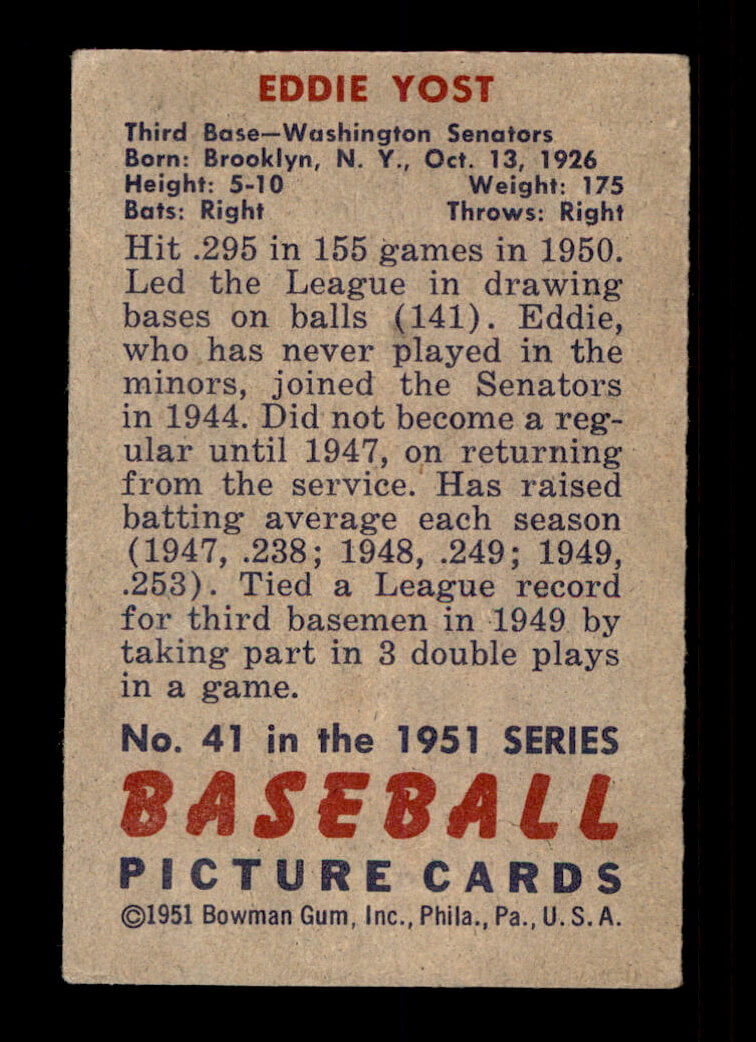 EDDIE YOST
Third Base—Washington Senators
Born: Brooklyn, N. Y., Oct. 13, 1926
Height: 5-10 Weight: 175
Bats: Right Throws: Right
Hit .295 in 155 games in 1950.
Led the League in drawing
bases on balls (141). Eddie,
who has never played in the
minors, joined the Senators
in 1944. Did not become a reg-
ular until 1947, on returning
from the service. Has raised
batting average each season
(1947, .238; 1948, .249; 1949,
.253). Tied a League record
for third basemen in 1949 by
taking part in 3 double plays
in a game.
No. 41 in the 1951 SERIES
BASEBALL
PICTURE CARDS
©1951 Bowman Gum, Inc., Phila., Pa., U. S. A.